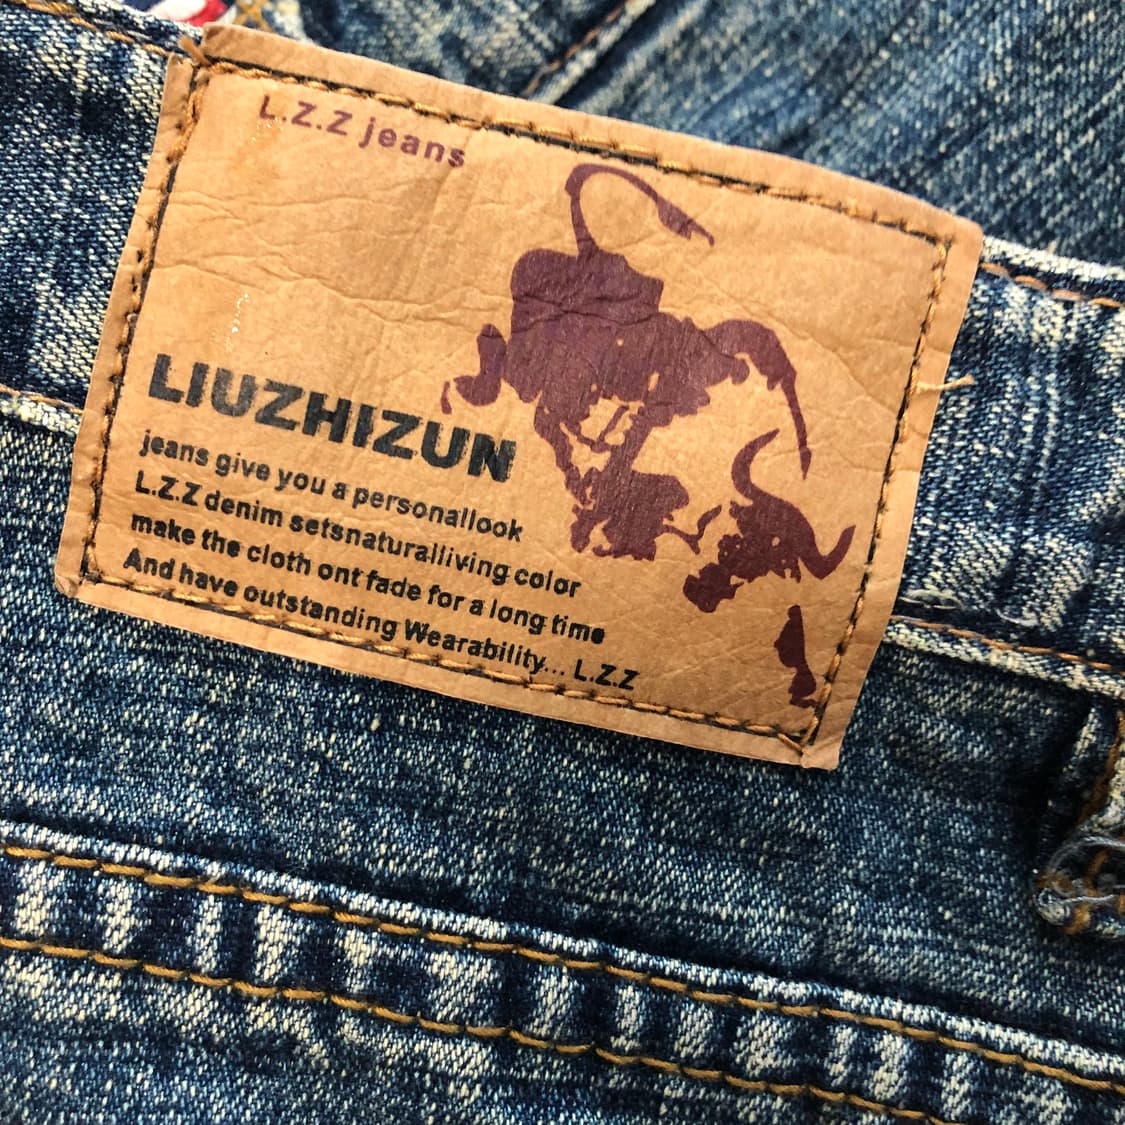 L.Z.Z jeans
LIUZHIZUN
jeans give you a personallook
L.Z.Z denim setsnaturalliving color
make the cloth ont fade for a long time
And have outstanding Wearability... L.Z.Z